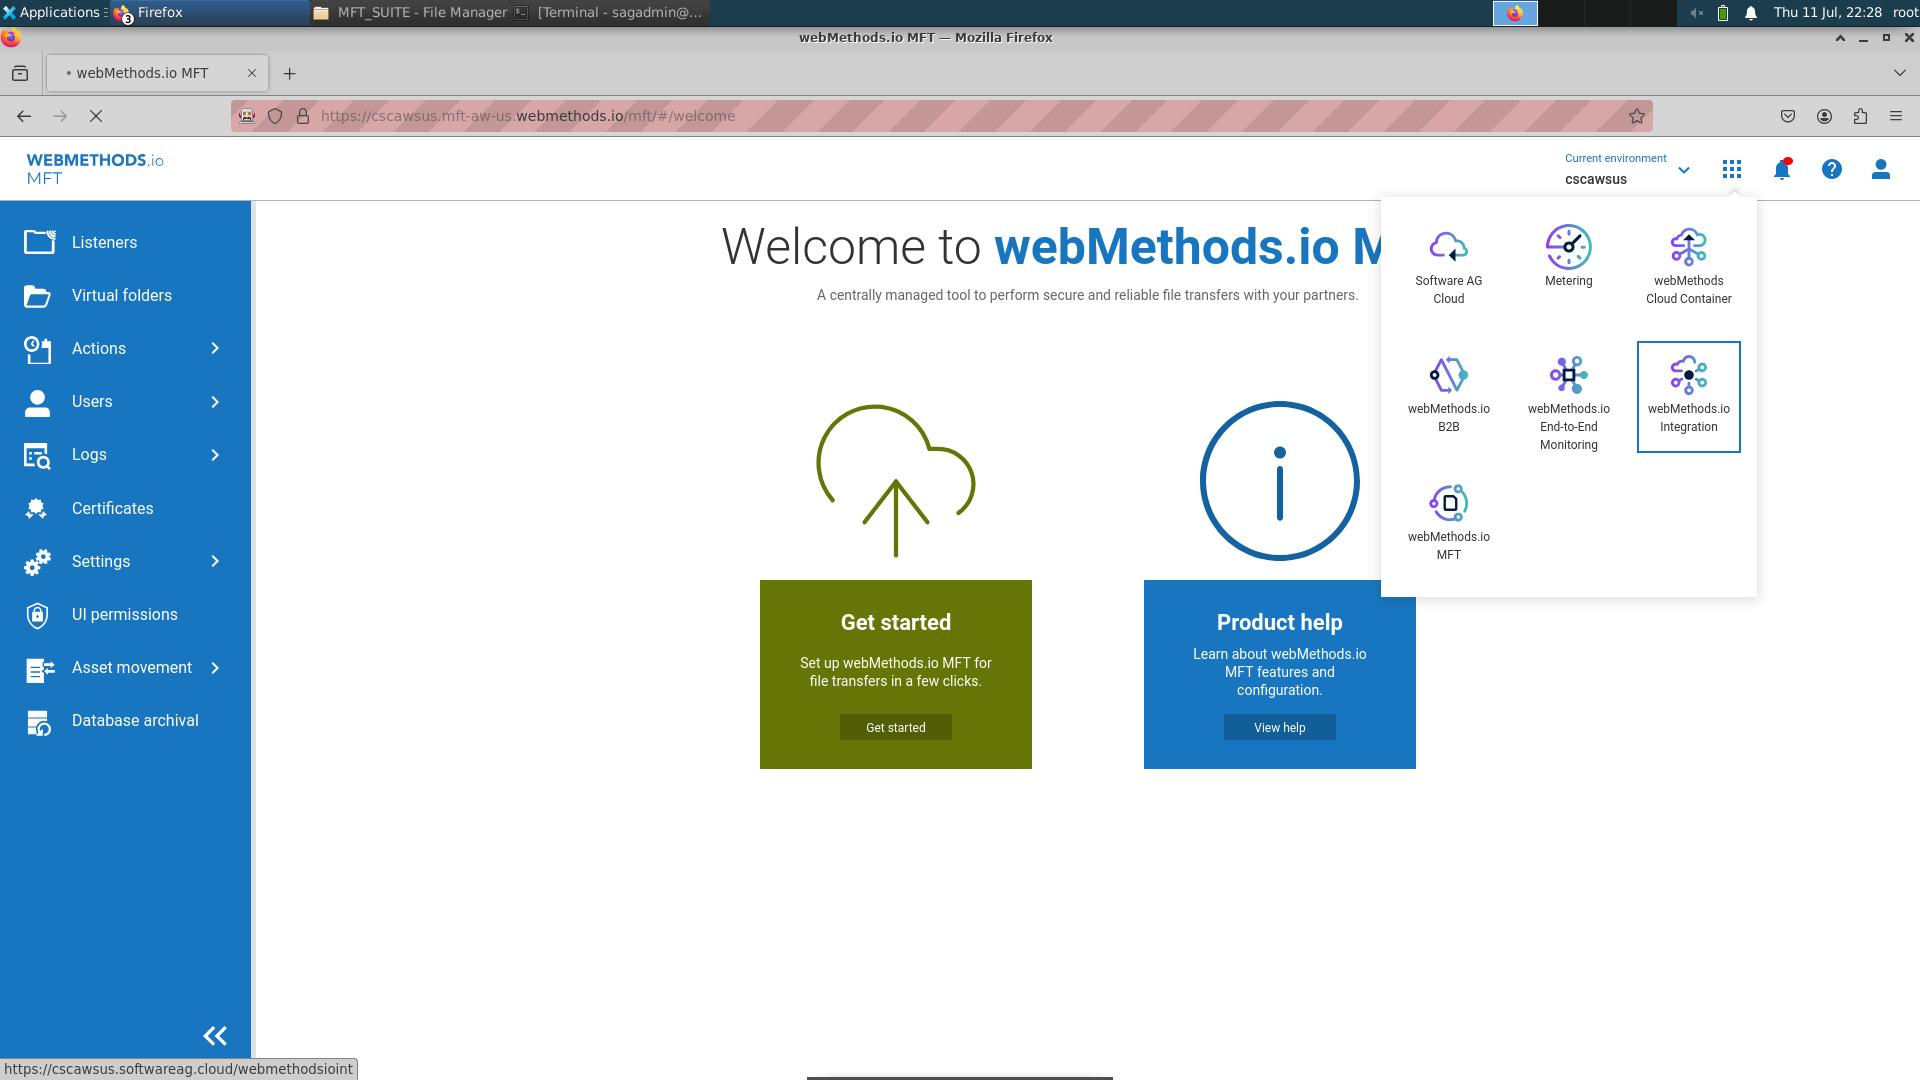 Applications
Firefox
3
MFT_SUITE - File Manager
[Terminal - sagadmin@...
Thu 11 Jul, 22:28
root
webMethods.io MFT — Mozilla Firefox
webMethods.io MFT
https://cscawsus.mft-aw-us.webmethods.io/mft/#/welcome
WEBMETHODS.io
MFT
Current environment
cscawsus
Listeners
Virtual folders
Actions
Users
Logs
Certificates
Settings
UI permissions
Asset movement
Database archival
Welcome to webMethods.io M
A centrally managed tool to perform secure and reliable file transfers with your partners.
Get started
Set up webMethods.io MFT for
file transfers in a few clicks.
Get started
Product help
Learn about webMethods.io
MFT features and
configuration.
View help
Software AG
Cloud
Metering
webMethods
Cloud Container
webMethods.io
B2B
webMethods.io
End-to-End
Monitoring
webMethods.io
Integration
webMethods.io
MFT
https://cscawsus.softwareag.cloud/webmethodsioint